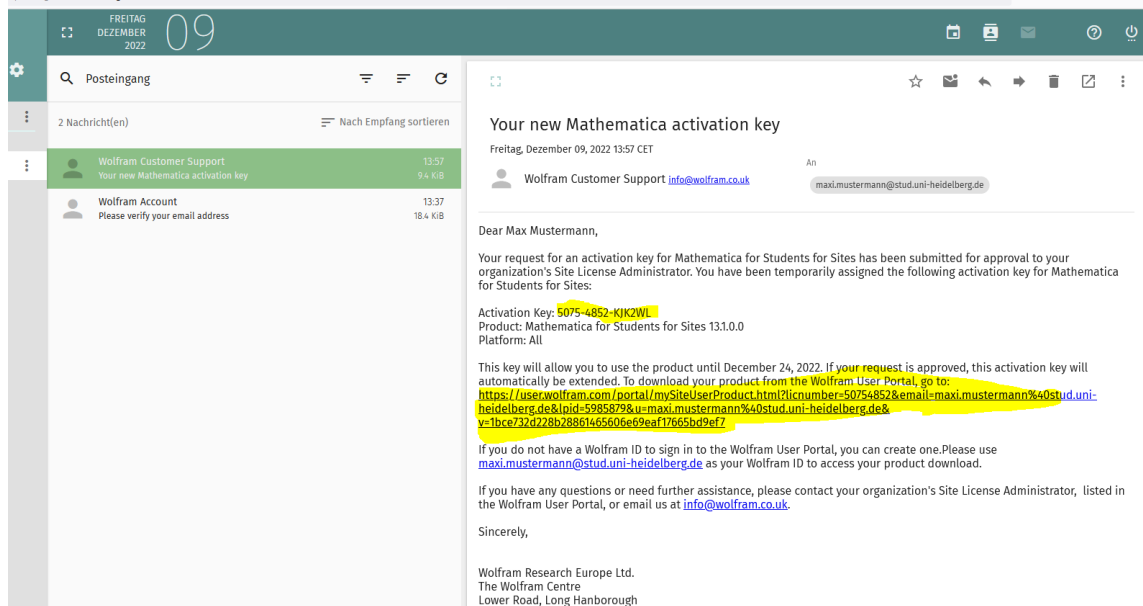 FREITAG
DEZEMBER
2022
09
Posteingang
2 Nachricht(en)
Nach Empfang sortieren
Wolfram Customer Support
13:57
Your new Mathematica activation key
9.4 KiB
Wolfram Account
13:37
Please verify your email address
18.4 KiB
Your new Mathematica activation key
Freitag, Dezember 09, 2022 13:57 CET
An
Wolfram Customer Support info@wolfram.co.uk
maxi.mustermann@stud.uni-heidelberg.de
Dear Max Mustermann,
Your request for an activation key for Mathematica for Students for Sites has been submitted for approval to your
organization's Site License Administrator. You have been temporarily assigned the following activation key for Mathematica
for Students for Sites:
Activation Key: 5075-4852-KJK2WL
Product: Mathematica for Students for Sites 13.1.0.0
Platform: All
This key will allow you to use the product until December 24, 2022. If your request is approved, this activation key will
automatically be extended. To download your product from the Wolfram User Portal, go to:
https://user.wolfram.com/portal/mySiteUserProduct.html?licnumber=50754852&email=maxi.mustermann%40stud.uni-
heidelberg.de&lpid=5985879&u=maxi.mustermann%40stud.uni-heidelberg.de&
v=1bce732d228b28861465606e69eaf17665bd9ef7
If you do not have a Wolfram ID to sign in to the Wolfram User Portal, you can create one.Please use
maxi.mustermann@stud.uni-heidelberg.de as your Wolfram ID to access your product download.
If you have any questions or need further assistance, please contact your organization's Site License Administrator, listed in
the Wolfram User Portal, or email us at info@wolfram.co.uk.
Sincerely,
Wolfram Research Europe Ltd.
The Wolfram Centre
Lower Road, Long Hanborough